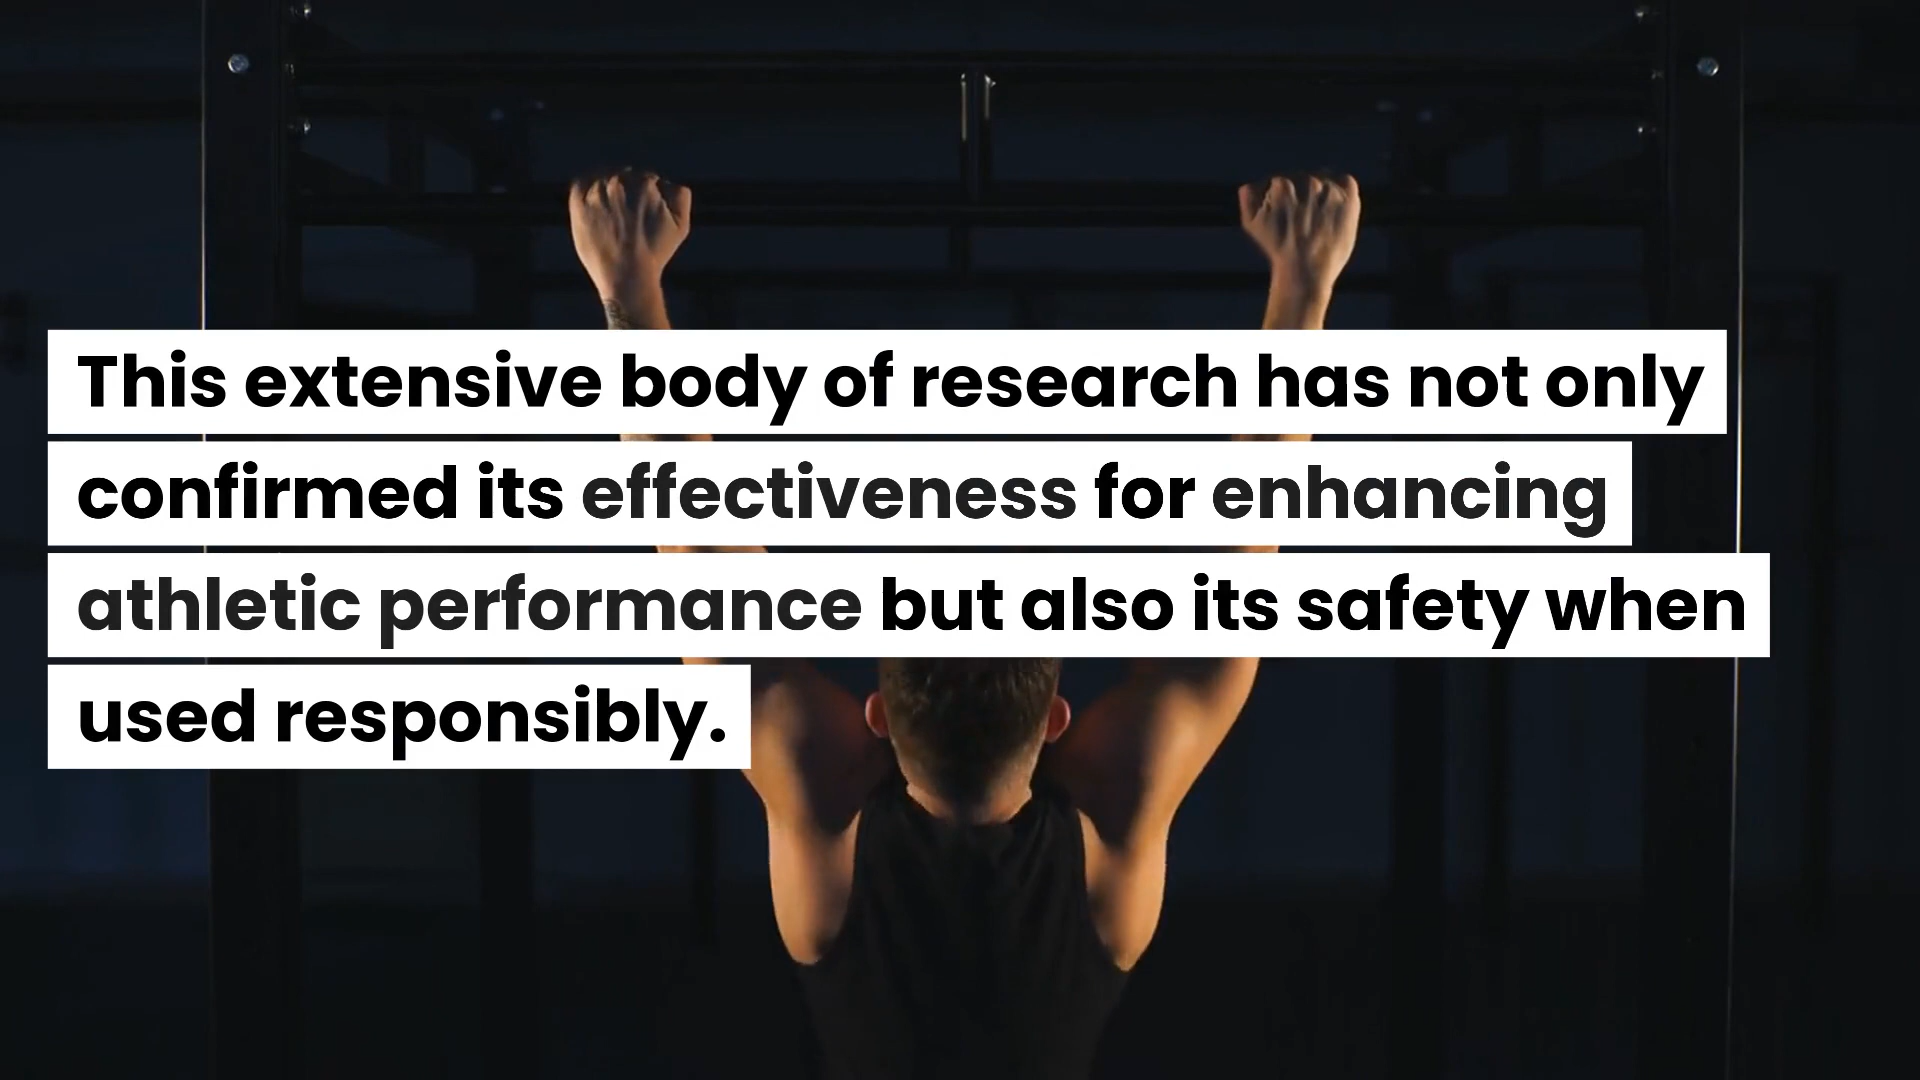 This extensive body of research has not only
confirmed its effectiveness for enhancing
athletic performance but also its safety when
used responsibly.